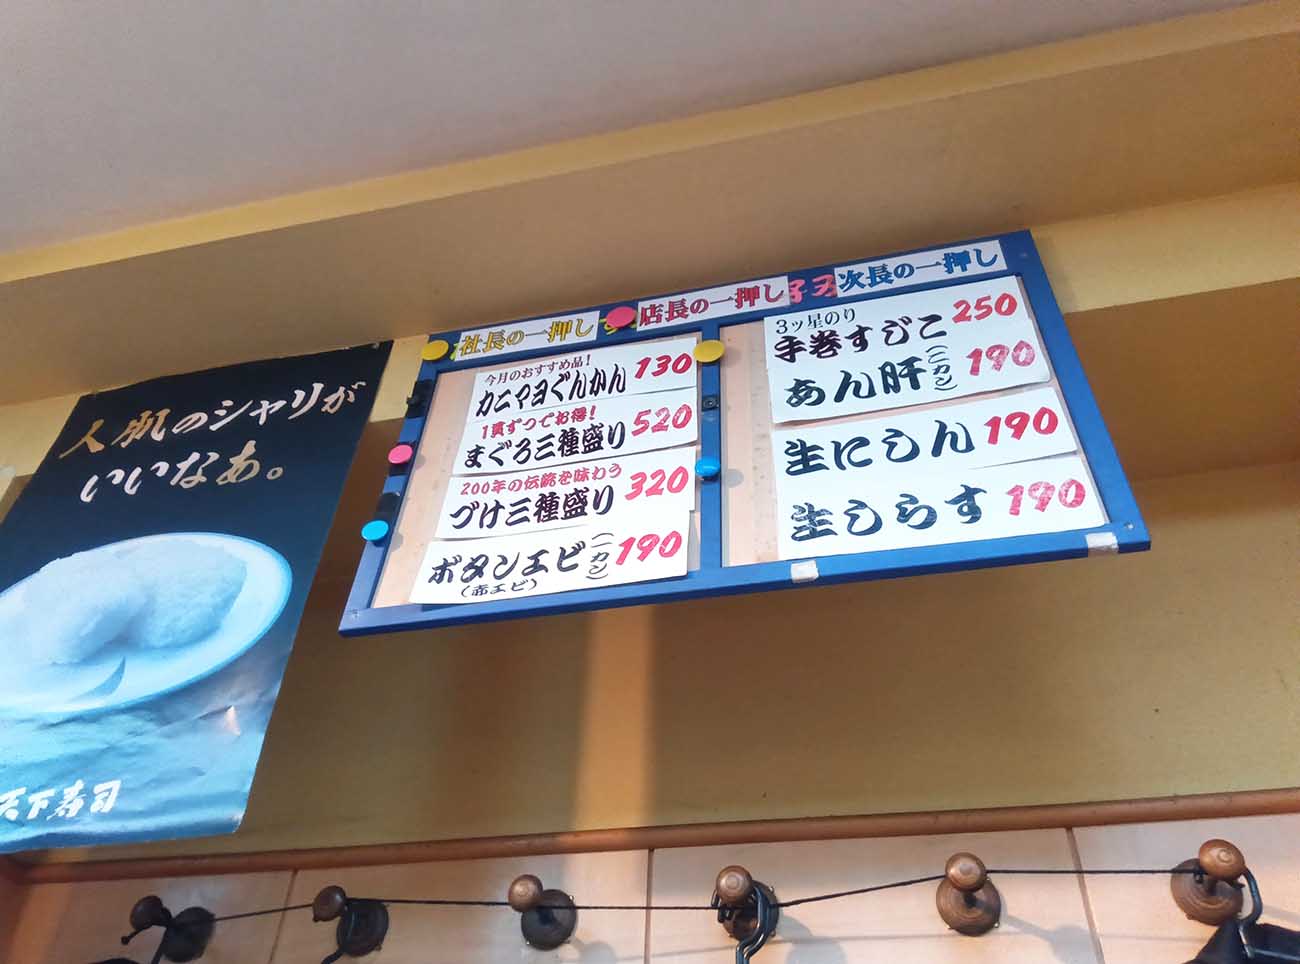 人肌のシャリが
いいなあ。
天下寿司
社長の一押し
店長の一押し
次長の一押し
今月のおすすめ品！
カニマヨぐんかん 130
1貫ずつでお得！
まぐろ三種盛り 520
200年の伝統を味わう
づけ三種盛り 320
ボタンエビ(一カン) 190
(赤エビ)
3ッ星のり
手巻すじこ 250
あん肝(二カン) 190
生にしん 190
生しらす 190